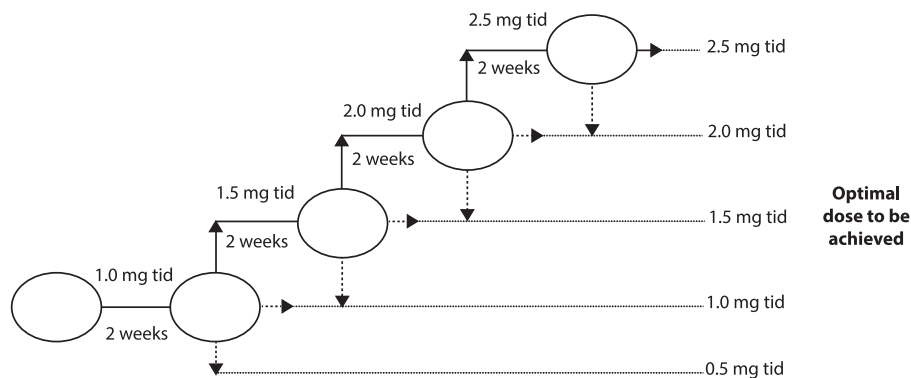 2.5 mg tid
2.5 mg tid
2 weeks
2.0 mg tid
2.0 mg tid
2 weeks
1.5 mg tid
1.5 mg tid
2 weeks
Optimal
dose to be
achieved
1.0 mg tid
1.0 mg tid
2 weeks
0.5 mg tid